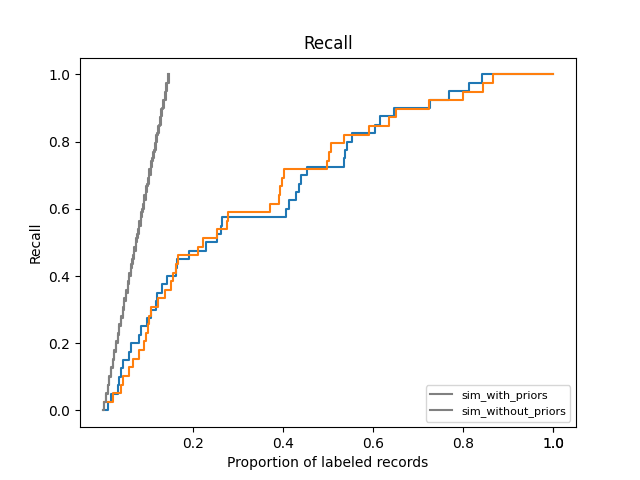 Recall
1.0
0.8
0.6
0.4
0.2
0.0
Recall
sim_with_priors
sim_without_priors
0.2 0.4 0.6 0.8 1.0 1.0
Proportion of labeled records